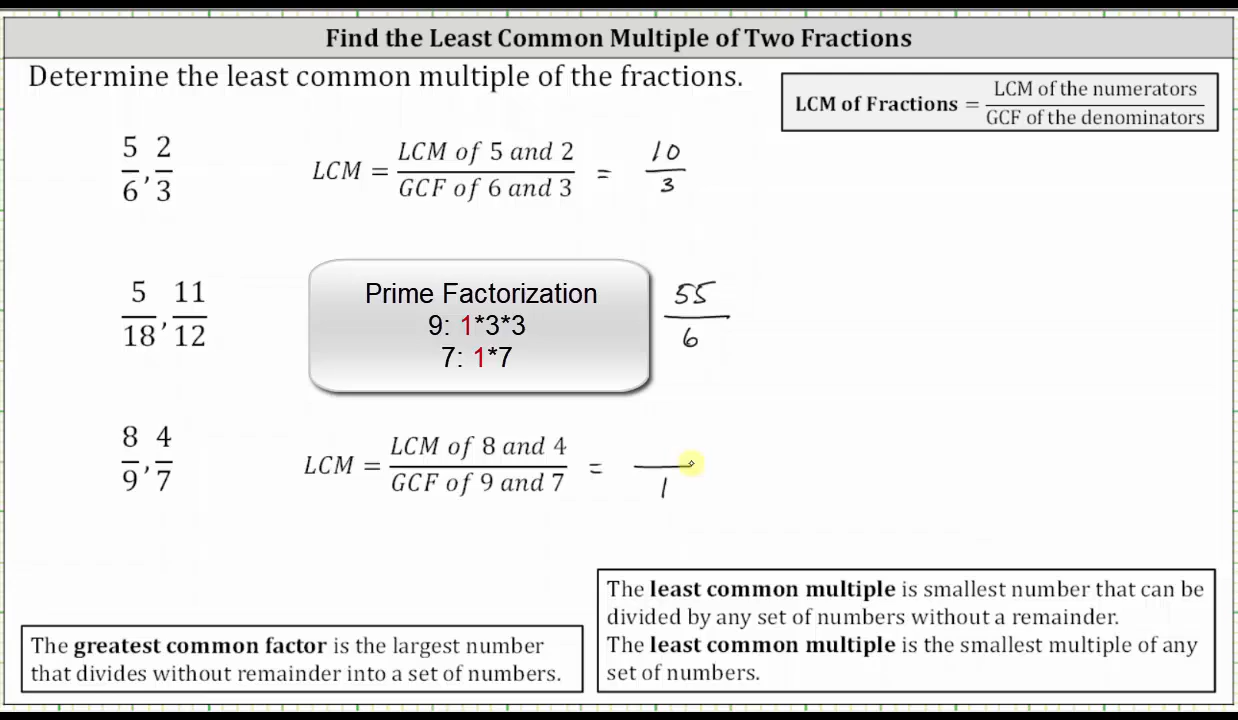 Find the Least Common Multiple of Two Fractions
Determine the least common multiple of the fractions.
LCM of Fractions = LCM of the numerators / GCF of the denominators
5/6, 2/3
LCM = LCM of 5 and 2 / GCF of 6 and 3 = 10/3
5/18, 11/12
Prime Factorization
9: 1*3*3
7: 1*7
55/6
8/9, 4/7
LCM = LCM of 8 and 4 / GCF of 9 and 7 = /1
The greatest common factor is the largest number
that divides without remainder into a set of numbers.
The least common multiple is smallest number that can be
divided by any set of numbers without a remainder.
The least common multiple is the smallest multiple of any
set of numbers.